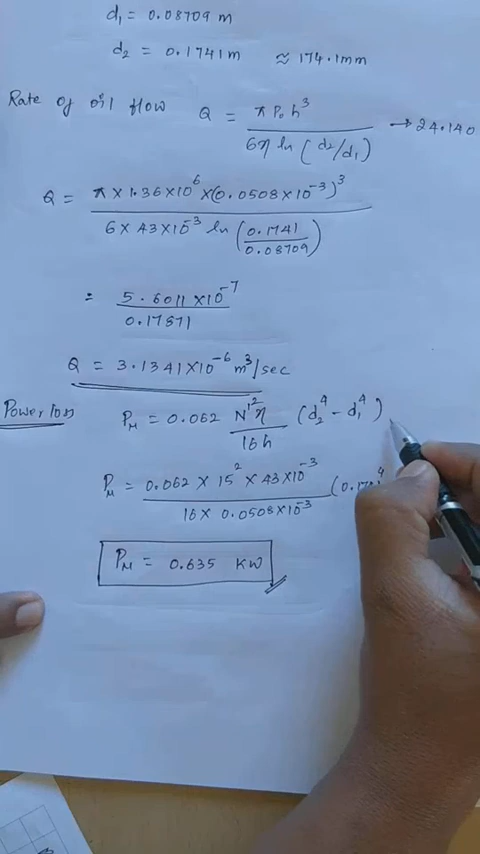 d₁ = 0.08709 m
d₂ = 0.1741 m ≈ 174.1mm
Rate of oil flow Q = π P₀ h³ / 6η ln (d₂/d₁) → 24.140
Q = π × 1.36 × 10⁶ × (0.0508 × 10⁻³)³ / 6 × 43 × 10⁻³ ln (0.1741 / 0.08709)
= 5.6011 × 10⁻⁷ / 0.17871
Q = 3.1341 × 10⁻⁶ m³/sec
Power loss P_M = 0.062 N'² η / 16h (d₂⁴ - d₁⁴)
P_M = 0.062 × 15² × 43 × 10⁻³ / 16 × 0.0508 × 10⁻³
P_M = 0.635 KW